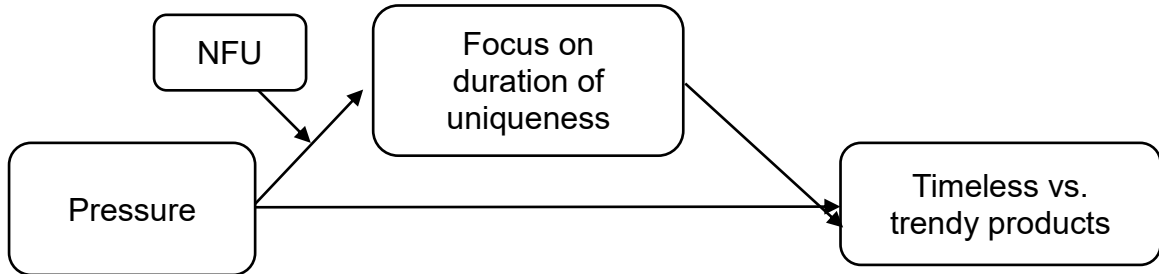 NFU
Focus on
duration of
uniqueness
Pressure
Timeless vs.
trendy products